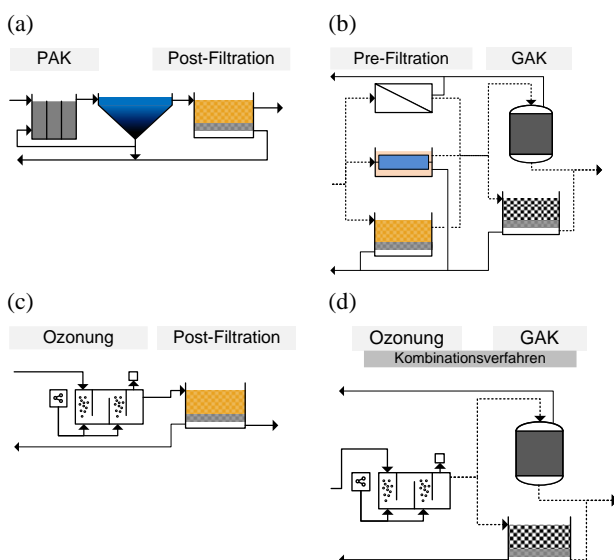 (a)
PAK Post-Filtration
(b)
Pre-Filtration GAK
(c)
Ozonung Post-Filtration
(d)
Ozonung GAK
Kombinationsverfahren